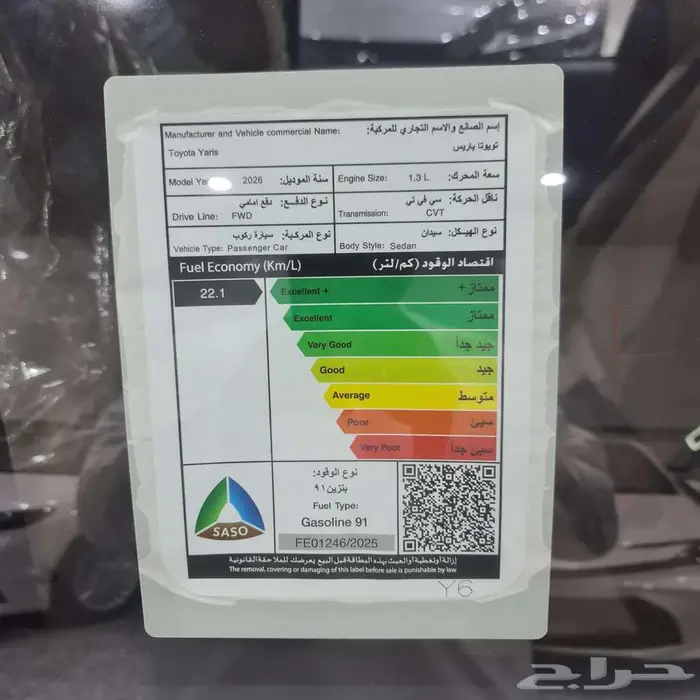 Manufacturer and Vehicle commercial Name: إسم الصانع والاسم التجاري للمركبة:
Toyota Yaris تويوتا يارس
Model Ye 2026 سنة الموديل: Engine Size: 1.3 L سعة المحرك:
نوع الدفع: دفع امامي ناقل الحركة: سي في تي
Drive Line: FWD Transmission: CVT
نوع المركبة: سيارة ركوب نوع الهيكل: سيدان
Vehicle Type: Passenger Car Body Style: Sedan
Fuel Economy (Km/L) اقتصاد الوقود (كم/لتر)
22.1 Excellent + ممتاز +
Excellent ممتاز
Very Good جيد جداً
Good جيد
Average متوسط
Poor سيئ
Very Poor سيئ جداً
نوع الوقود:
بنزين ٩١
Fuel Type:
Gasoline 91
FE01246/2025
SASO
إزالة أو تغطية أو العبث بهذه البطاقة قبل البيع يعرضك للملاحقة القانونية
The removal, covering or damaging of this label before sale is punishable by law
Y6
حراج